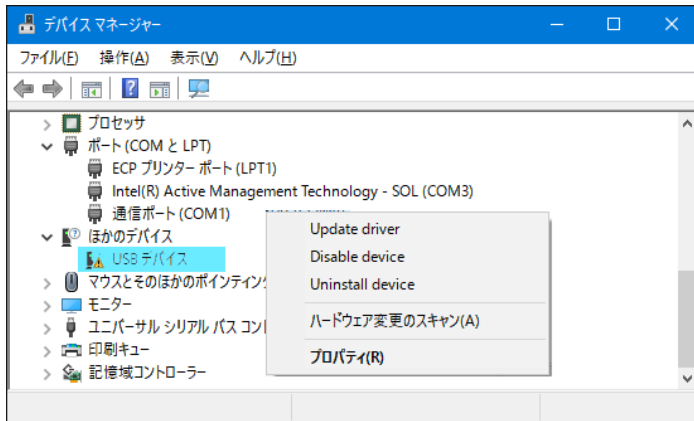 デバイス マネージャー
ファイル(F) 操作(A) 表示(V) ヘルプ(H)
プロセッサ
ポート (COM と LPT)
ECP プリンター ポート (LPT1)
Intel(R) Active Management Technology - SOL (COM3)
通信ポート (COM1)
ほかのデバイス
USB デバイス
マウスとそのほかのポインティング
モニター
ユニバーサル シリアル バス コン
印刷キュー
記憶域コントローラー
Update driver
Disable device
Uninstall device
ハードウェア変更のスキャン(A)
プロパティ(R)